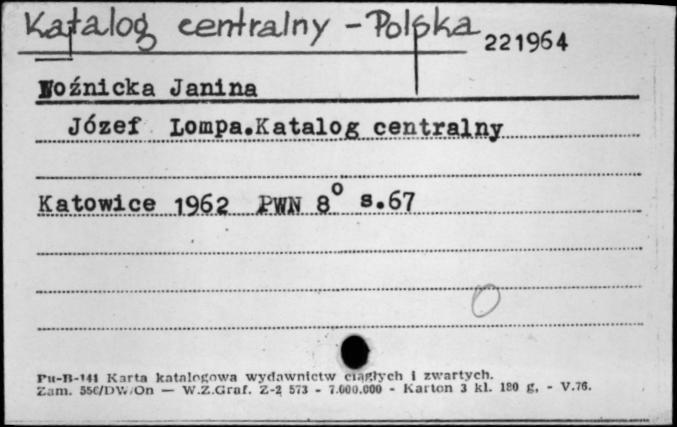 Katalog centralny - Polska 221964
Woźnicka Janina
Józef Lompa.Katalog centralny
Katowice 1962 PWN 8° s.67
Pu-B-141 Karta katalogowa wydawnictw ciągłych i zwartych.
Zam. 556/DW/On — W.Z.Graf. Z-2 573 - 7.000.000 - Karton 3 kl. 180 g. - V.76.